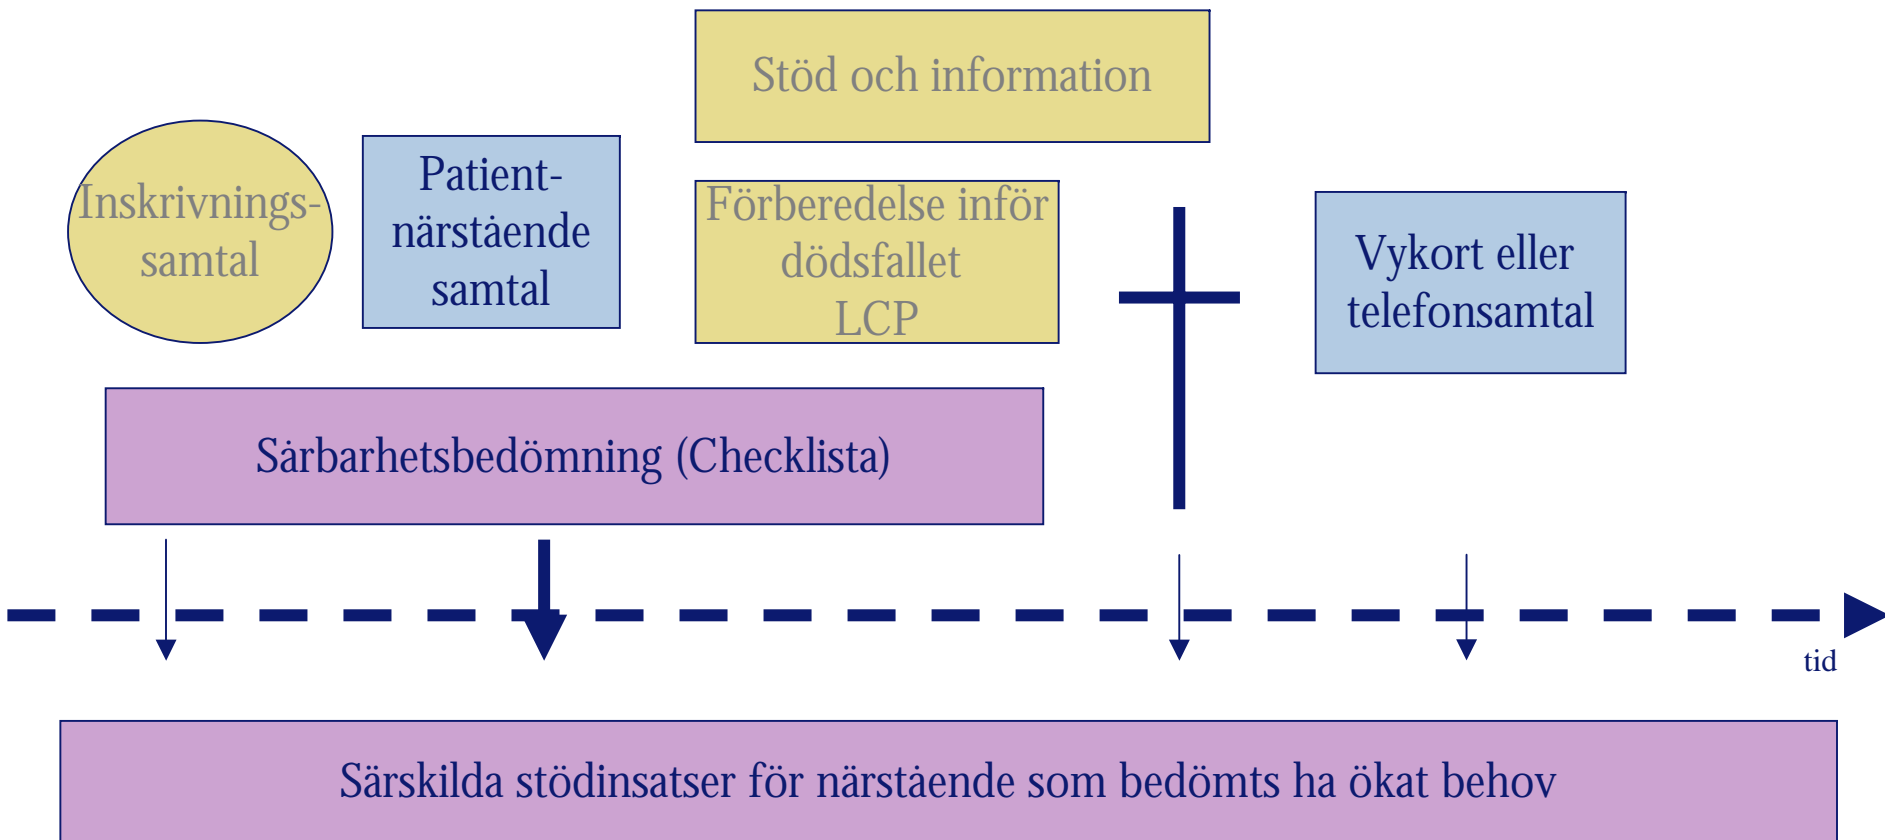 Stöd och information
Inskrivnings-
samtal
Patient-
närstående
samtal
Förberedelse inför
dödsfallet
LCP
Vykort eller
telefonsamtal
Sårbarhetsbedömning (Checklista)
tid
Särskilda stödinsatser för närstående som bedömts ha ökat behov